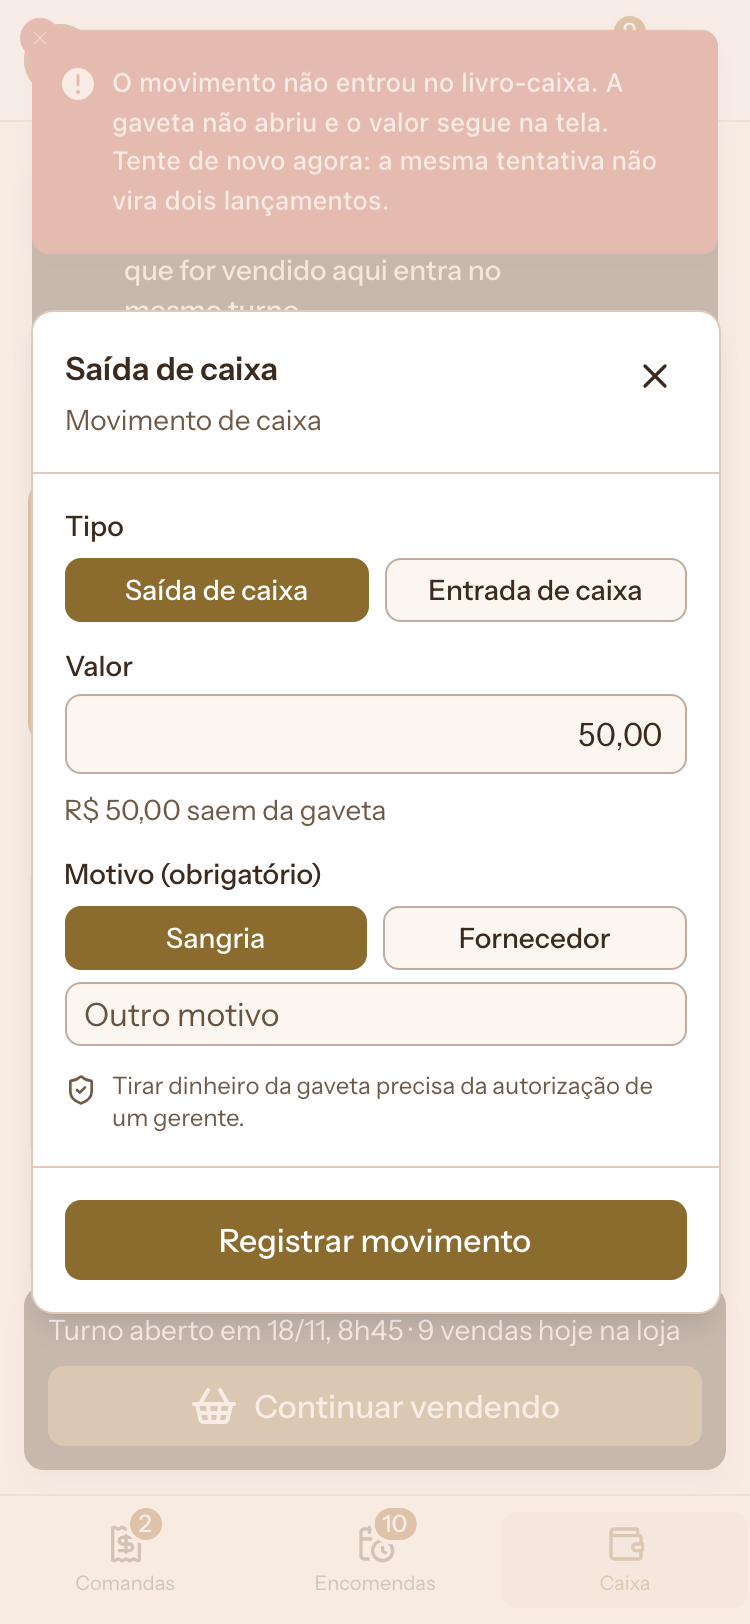 O movimento não entrou no livro-caixa. A
gaveta não abriu e o valor segue na tela.
Tente de novo agora: a mesma tentativa não
vira dois lançamentos.
que for vendido aqui entra no
mesmo turno
Saída de caixa
Movimento de caixa
Tipo
Saída de caixa
Entrada de caixa
Valor
50,00
R$ 50,00 saem da gaveta
Motivo (obrigatório)
Sangria
Fornecedor
Outro motivo
Tirar dinheiro da gaveta precisa da autorização de
um gerente.
Registrar movimento
Turno aberto em 18/11, 8h45 · 9 vendas hoje na loja
Continuar vendendo
2
10
Comandas
Encomendas
Caixa